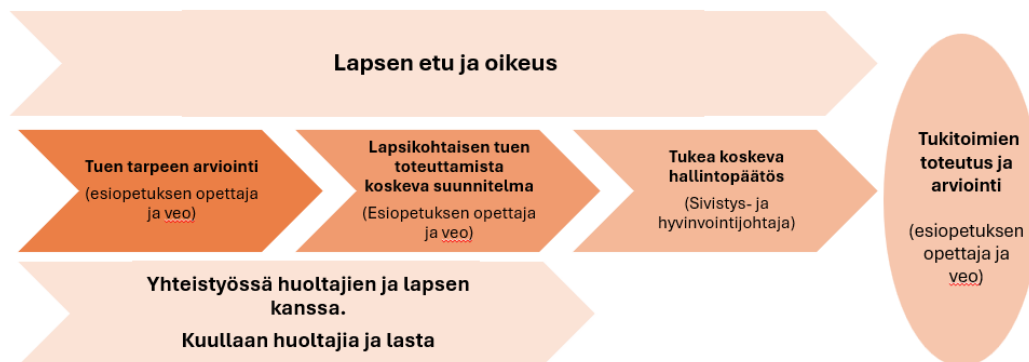 Lapsen etu ja oikeus
Tuen tarpeen arviointi
(esiopetuksen opettaja
ja veo)
Lapsikohtaisen tuen
toteuttamista
koskeva suunnitelma
(Esiopetuksen opettaja
ja veo)
Tukea koskeva
hallintopäätös
(Sivistys- ja
hyvinvointijohtaja)
Tukitoimien
toteutus ja
arviointi
(esiopetuksen
opettaja ja
veo)
Yhteistyössä huoltajien ja lapsen
kanssa.
Kuullaan huoltajia ja lasta